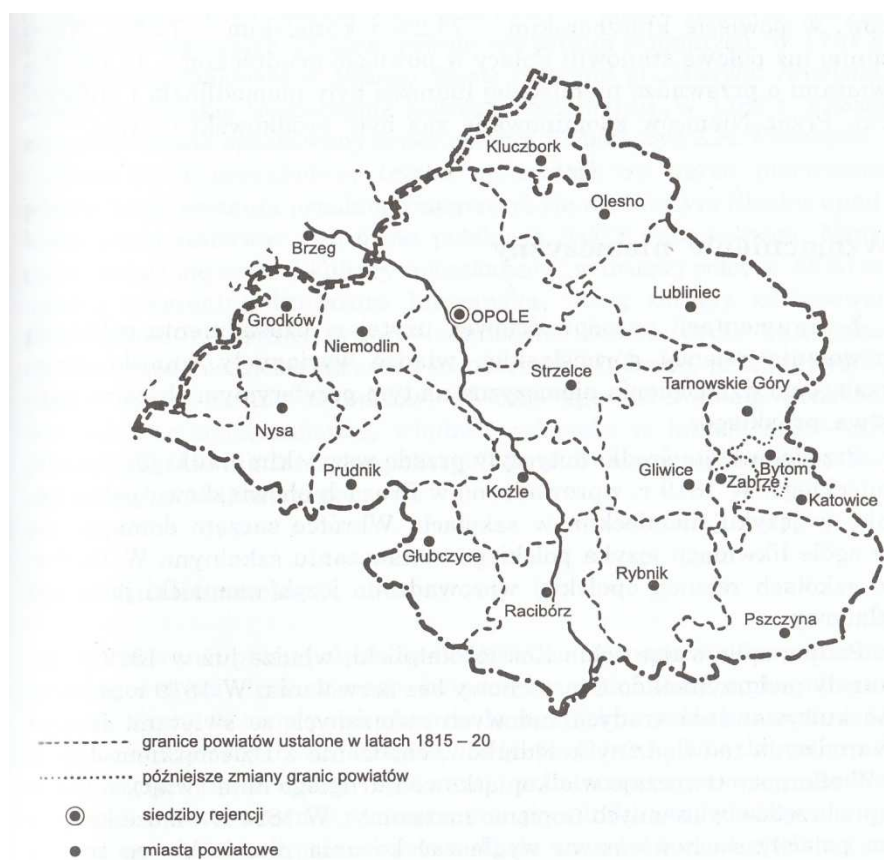 Kluczbork
Olesno
Brzeg
Lubliniec
Grodków
OPOLE
Niemodlin
Strzelce
Tarnowskie Góry
Nysa
Prudnik
Koźle
Gliwice
Bytom
Zabrze
Katowice
Głubczyce
Rybnik
Racibórz
Pszczyna
granice powiatów ustalone w latach 1815 – 20
późniejsze zmiany granic powiatów
siedziby rejencji
miasta powiatowe